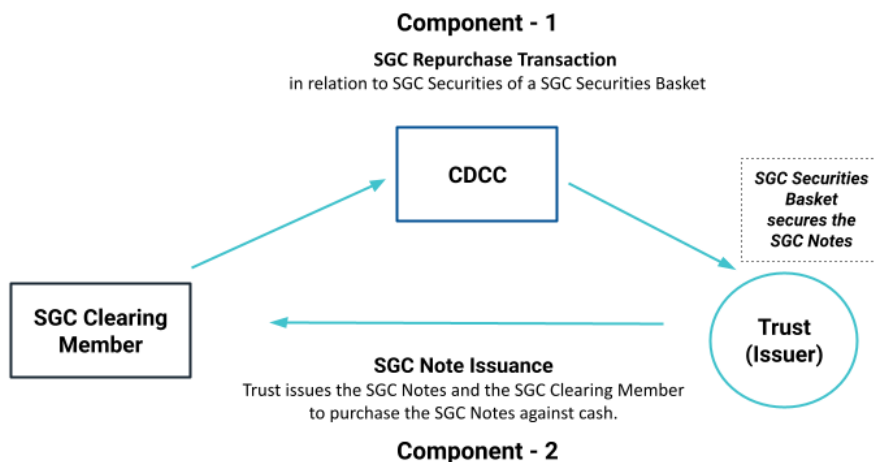 Component - 1
SGC Repurchase Transaction
in relation to SGC Securities of a SGC Securities Basket
CDCC
SGC Securities
Basket
secures the
SGC Notes
SGC Clearing
Member
Trust
(Issuer)
SGC Note Issuance
Trust issues the SGC Notes and the SGC Clearing Member
to purchase the SGC Notes against cash.
Component - 2